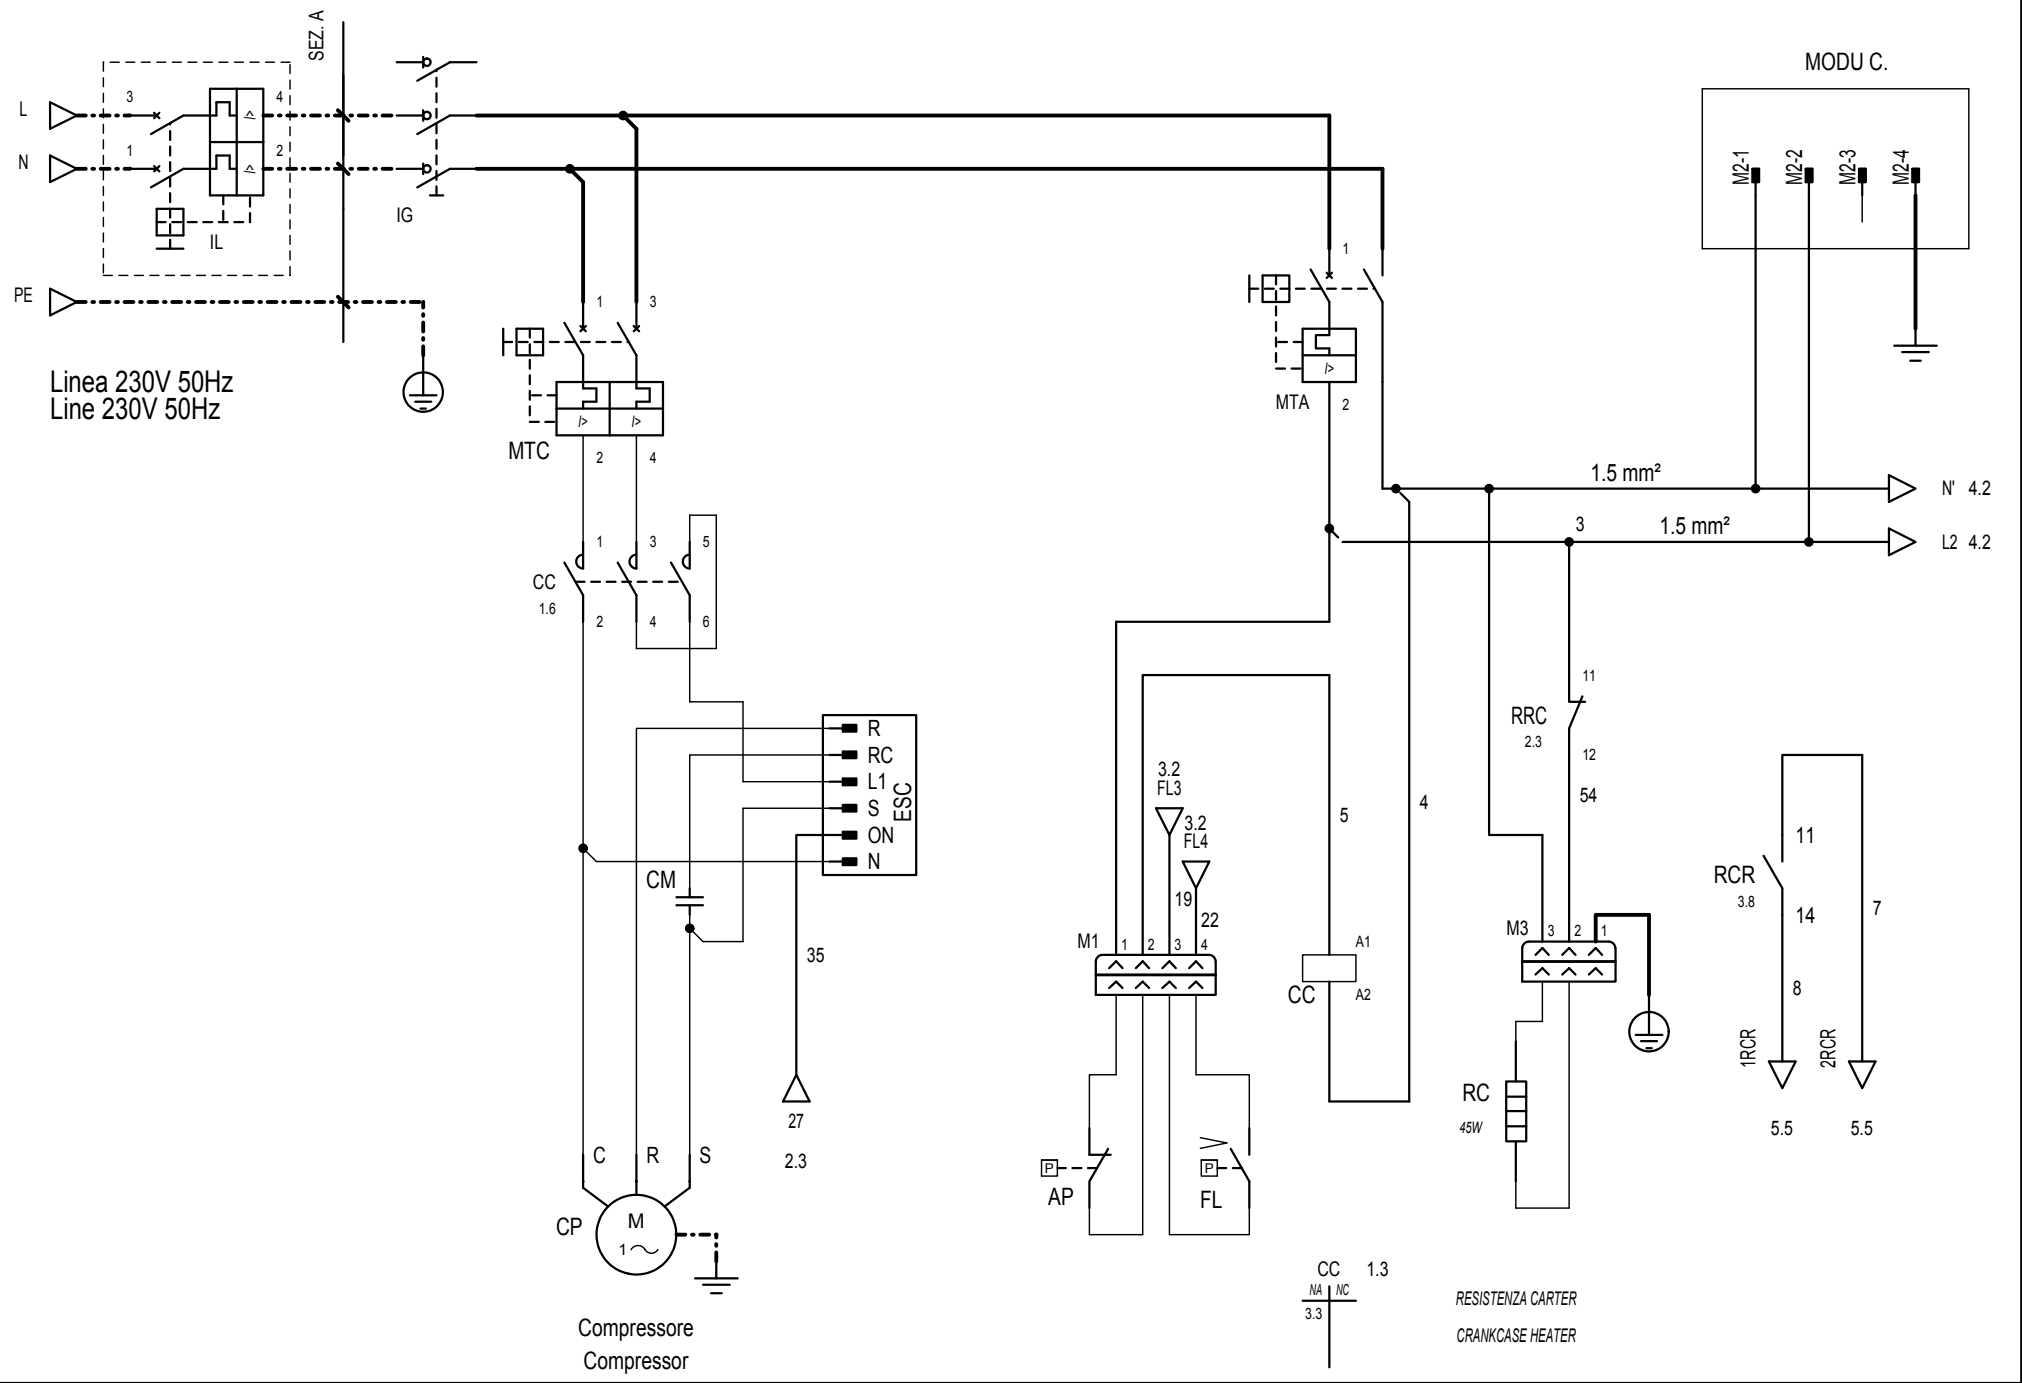 SEZ. A
MODU C.
L
3
4
N
1
2
IL
IG
PE
Linea 230V 50Hz
Line 230V 50Hz
M2-1
M2-2
M2-3
M2-4
1
3
I>
I>
MTC
2
4
1
I>
MTA
2
1.5 mm²
N' 4.2
3
1.5 mm²
L2 4.2
1
3
5
CC
1.6
2
4
6
R
RC
L1
S
ON
N
ESC
CM
35
27
2.3
C
R
S
CP
M
1
Compressore
Compressor
3.2
FL3
3.2
FL4
19
22
M1
1
2
3
4
5
4
A1
CC
A2
P
AP
P
FL
11
RRC
2.3
12
54
M3
3
2
1
RC
45W
11
RCR
3.8
14
7
8
1RCR
2RCR
5.5
5.5
CC 1.3
NA NC
3.3
RESISTENZA CARTER
CRANKCASE HEATER